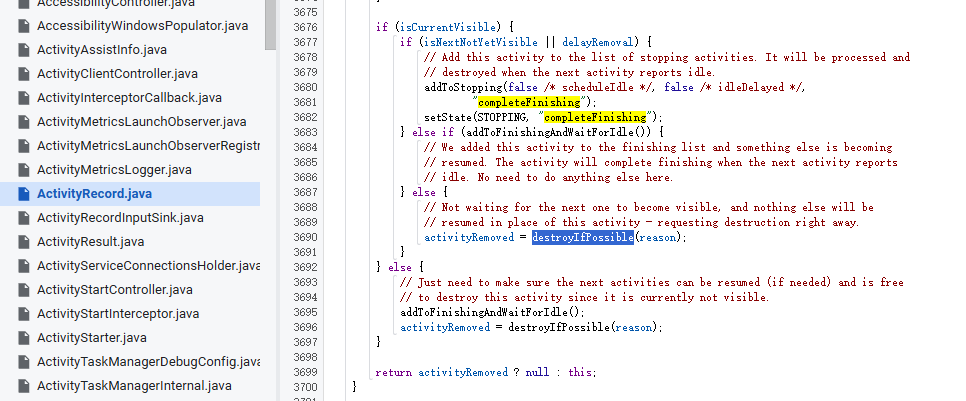 AccessibilityController.java
AccessibilityWindowsPopulator.java
ActivityAssistInfo.java
ActivityClientController.java
ActivityInterceptorCallback.java
ActivityMetricsLaunchObserver.java
ActivityMetricsLaunchObserverRegistr
ActivityMetricsLogger.java
ActivityRecord.java
ActivityRecordInputSink.java
ActivityResult.java
ActivityServiceConnectionsHolder.java
ActivityStartController.java
ActivityStartInterceptor.java
ActivityStarter.java
ActivityTaskManagerDebugConfig.java
ActivityTaskManagerInternal.java
3675
3676 if (isCurrentVisible) {
3677 if (isNextNotYetVisible || delayRemoval) {
3678 // Add this activity to the list of stopping activities. It will be processed and
3679 // destroyed when the next activity reports idle.
3680 addToStopping(false /* scheduleIdle */, false /* idleDelayed */,
3681 "completeFinishing");
3682 setState(STOPPING, "completeFinishing");
3683 } else if (addToFinishingAndWaitForIdle()) {
3684 // We added this activity to the finishing list and something else is becoming
3685 // resumed. The activity will complete finishing when the next activity reports
3686 // idle. No need to do anything else here.
3687 } else {
3688 // Not waiting for the next one to become visible, and nothing else will be
3689 // resumed in place of this activity - requesting destruction right away.
3690 activityRemoved = destroyIfPossible(reason);
3691 }
3692 } else {
3693 // Just need to make sure the next activities can be resumed (if needed) and is free
3694 // to destroy this activity since it is currently not visible.
3695 addToFinishingAndWaitForIdle();
3696 activityRemoved = destroyIfPossible(reason);
3697 }
3698
3699 return activityRemoved ? null : this;
3700 }